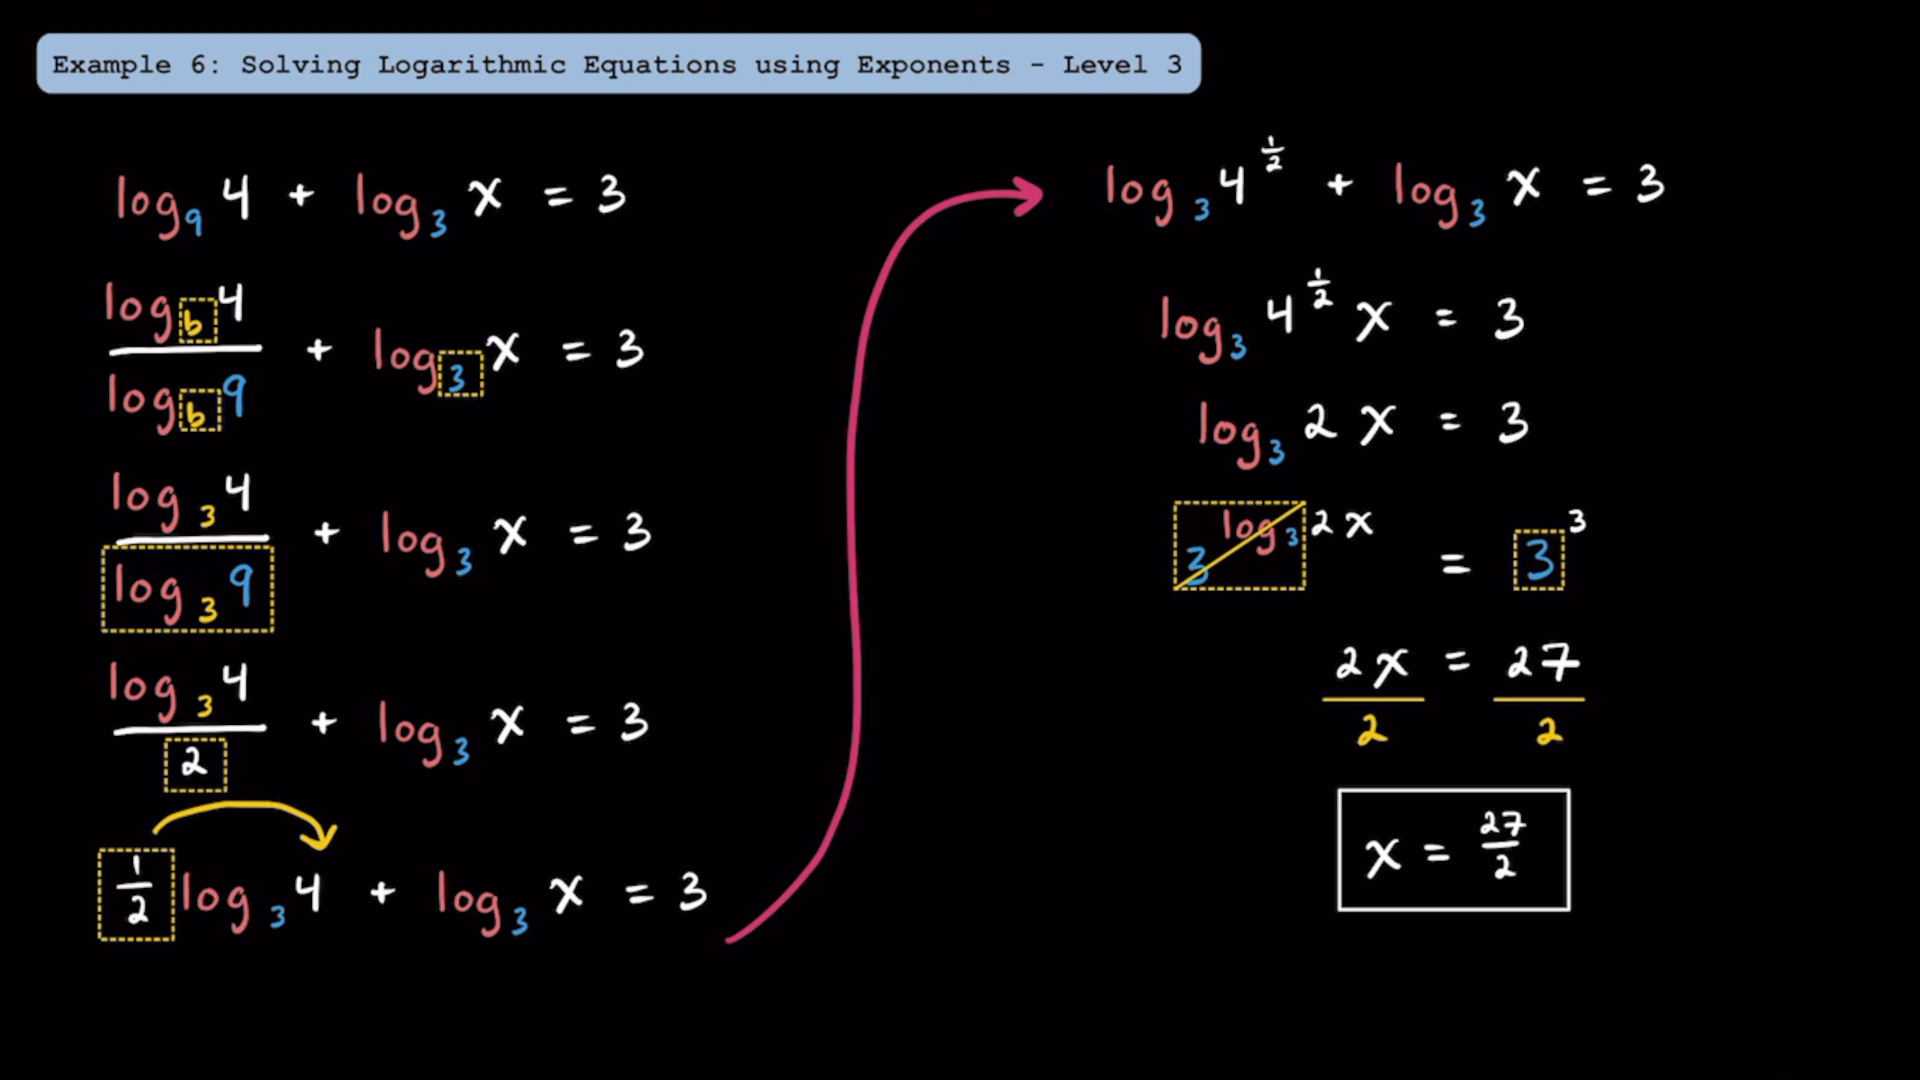 Example 6: Solving Logarithmic Equations using Exponents - Level 3
log₉ 4 + log₃ x = 3
log_b 4 / log_b 9 + log₃ x = 3
log₃ 4 / log₃ 9 + log₃ x = 3
log₃ 4 / 2 + log₃ x = 3
1/2 log₃ 4 + log₃ x = 3
log₃ 4^(1/2) + log₃ x = 3
log₃ 4^(1/2) x = 3
log₃ 2x = 3
3^(log₃ 2x) = 3³
2x / 2 = 27 / 2
x = 27/2